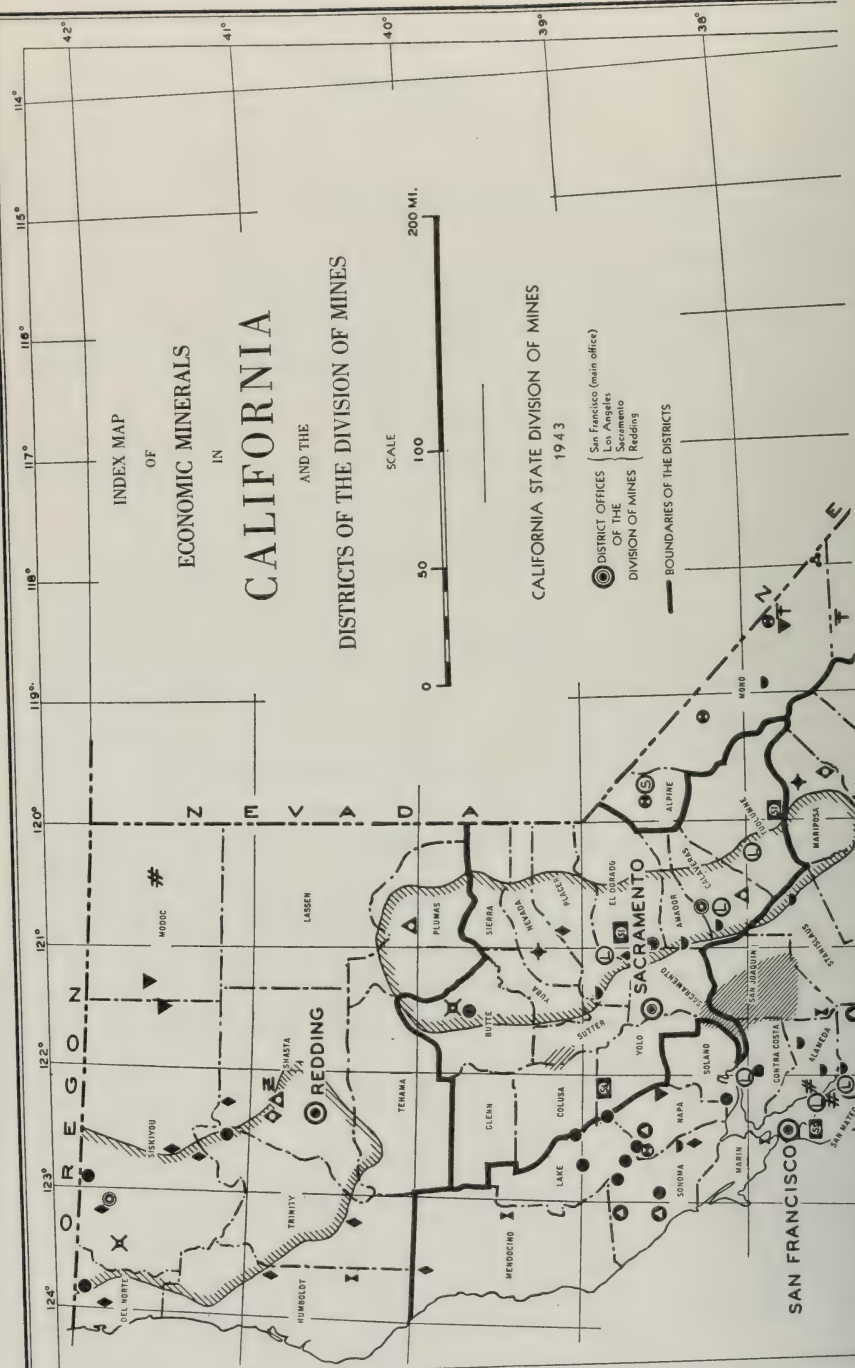 INDEX MAP
OF
ECONOMIC MINERALS
IN
CALIFORNIA
AND THE
DISTRICTS OF THE DIVISION OF MINES
SCALE
0 50 100 200 MI.
CALIFORNIA STATE DIVISION OF MINES
1943
DISTRICT OFFICES
OF THE
DIVISION OF MINES
San Francisco (main office)
Los Angeles
Sacramento
Redding
BOUNDARIES OF THE DISTRICTS
124° 123° 122° 121° 120° 119° 118° 117° 116° 115° 114°
42°
41°
40°
39°
38°
OREGON
NEVADA
N E
DEL NORTE
SISKIYOU
MODOC
HUMBOLDT
TRINITY
SHASTA
LASSEN
REDDING
TEHAMA
PLUMAS
MENDOCINO
GLENN
BUTTE
SIERRA
LAKE
COLUSA
SUTTER
YUBA
NEVADA
PLACER
SONOMA
NAPA
YOLO
EL DORADO
SACRAMENTO
ALPINE
MARIN
SOLANO
SACRAMENTO
AMADOR
CALAVERAS
TUOLUMNE
MONO
SAN FRANCISCO
CONTRA COSTA
SAN JOAQUIN
ALAMEDA
STANISLAUS
MARIPOSA
SAN MATEO
N
S
L
L
L
L
L
L